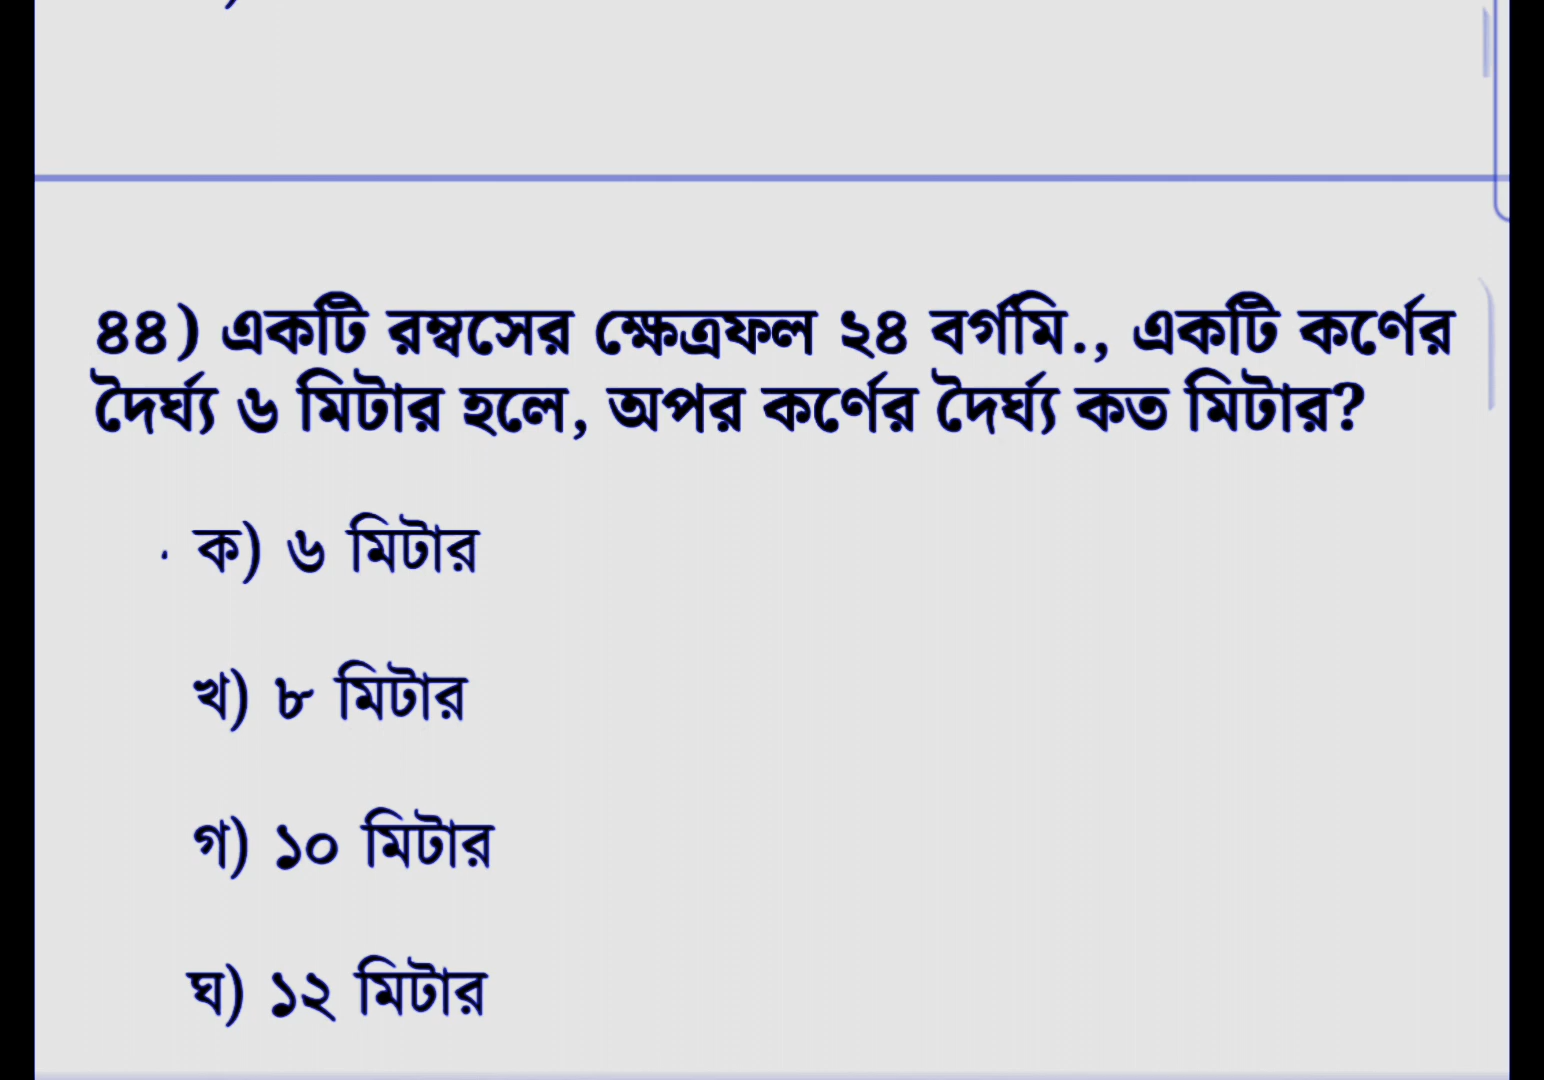 ৪৪) একটি রম্বসের ক্ষেত্রফল ২৪ বর্গমি., একটি কর্ণের
দৈর্ঘ্য ৬ মিটার হলে, অপর কর্ণের দৈর্ঘ্য কত মিটার?
ক) ৬ মিটার
খ) ৮ মিটার
গ) ১০ মিটার
ঘ) ১২ মিটার